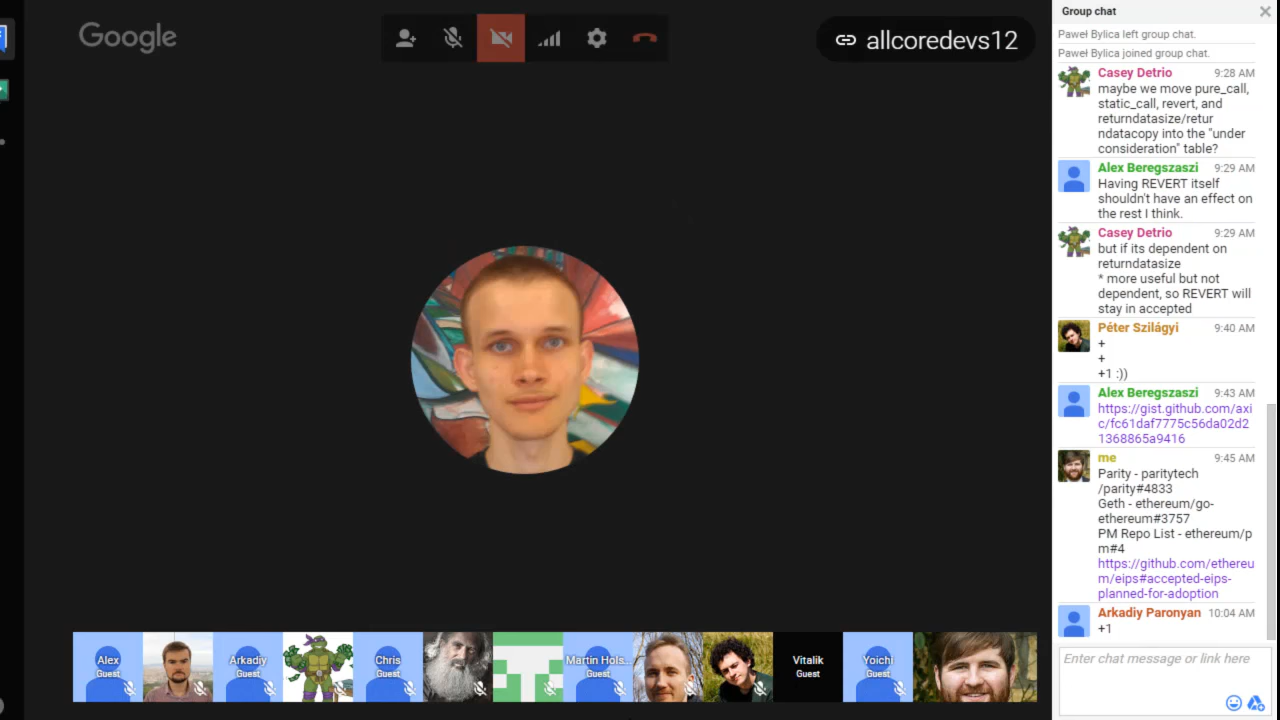 Google
allcoredevs12
Group chat
Paweł Bylica left group chat.
Paweł Bylica joined group chat.
Casey Detrio 9:28 AM
maybe we move pure_call,
static_call, revert, and
returndatasize/retur
ndatacopy into the "under
consideration" table?
Alex Beregszaszi 9:29 AM
Having REVERT itself
shouldn't have an effect on
the rest I think.
Casey Detrio 9:29 AM
but if its dependent on
returndatasize
* more useful but not
dependent, so REVERT will
stay in accepted
Péter Szilágyi 9:40 AM
+
+
+1 :))
Alex Beregszaszi 9:43 AM
https://gist.github.com/axi
c/fc61daf7775c56da02d2
1368865a9416
me 9:45 AM
Parity - paritytech
/parity#4833
Geth - ethereum/go-
ethereum#3757
PM Repo List - ethereum/p
m#4
https://github.com/ethereu
m/eips#accepted-eips-
planned-for-adoption
Arkadiy Paronyan 10:04 AM
+1
Enter chat message or link here
Alex
Guest
Arkadiy
Guest
Chris
Guest
Martin Hols...
Guest
Vitalik
Guest
Yoichi
Guest